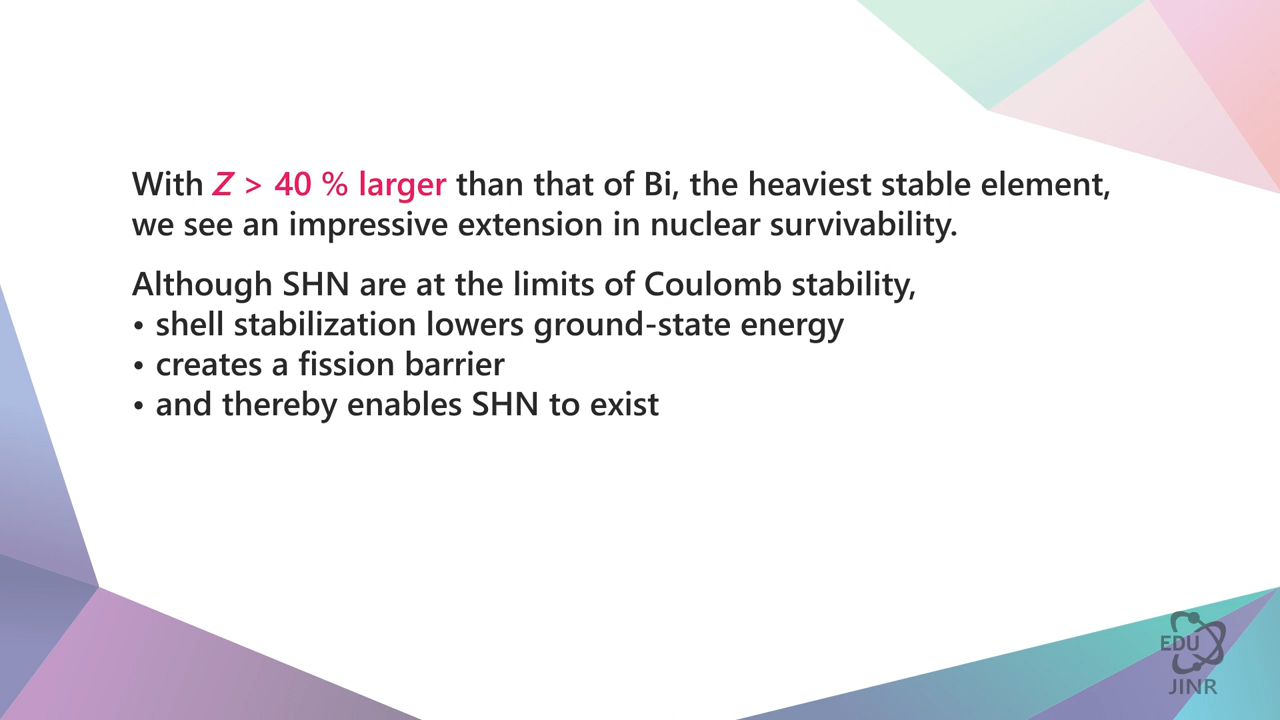 With Z > 40 % larger than that of Bi, the heaviest stable element,
we see an impressive extension in nuclear survivability.
Although SHN are at the limits of Coulomb stability,
• shell stabilization lowers ground-state energy
• creates a fission barrier
• and thereby enables SHN to exist
EDU
JINR